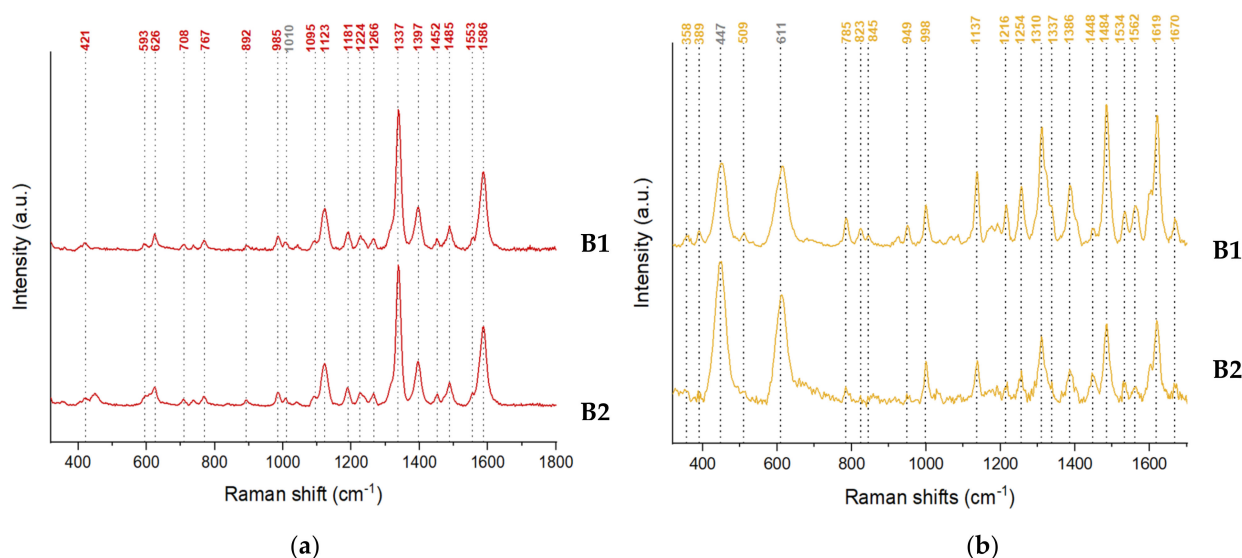 421 593 626 708 767 892 985 1010 1095 1123 1181 1224 1266 1337 1397 1452 1485 1553 1586
Intensity (a.u.)
B1
B2
400 600 800 1000 1200 1400 1600 1800
Raman shift (cm⁻¹)
(a)
358 389 447 509 611 785 823 845 949 998 1137 1216 1254 1310 1337 1386 1448 1484 1534 1562 1619 1670
Intensity (a.u.)
B1
B2
400 600 800 1000 1200 1400 1600
Raman shifts (cm⁻¹)
(b)